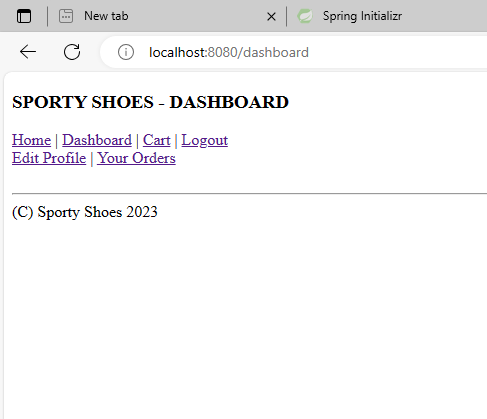 New tab
Spring Initializr
localhost:8080/dashboard
SPORTY SHOES - DASHBOARD
Home | Dashboard | Cart | Logout
Edit Profile | Your Orders
(C) Sporty Shoes 2023